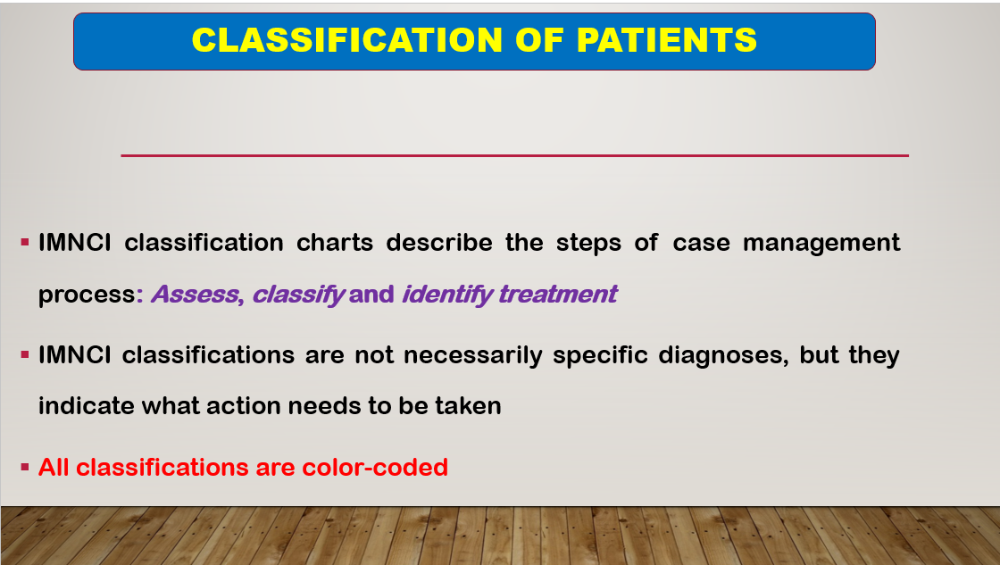 CLASSIFICATION OF PATIENTS
IMNCI classification charts describe the steps of case management
process: Assess, classify and identify treatment
IMNCI classifications are not necessarily specific diagnoses, but they
indicate what action needs to be taken
All classifications are color-coded